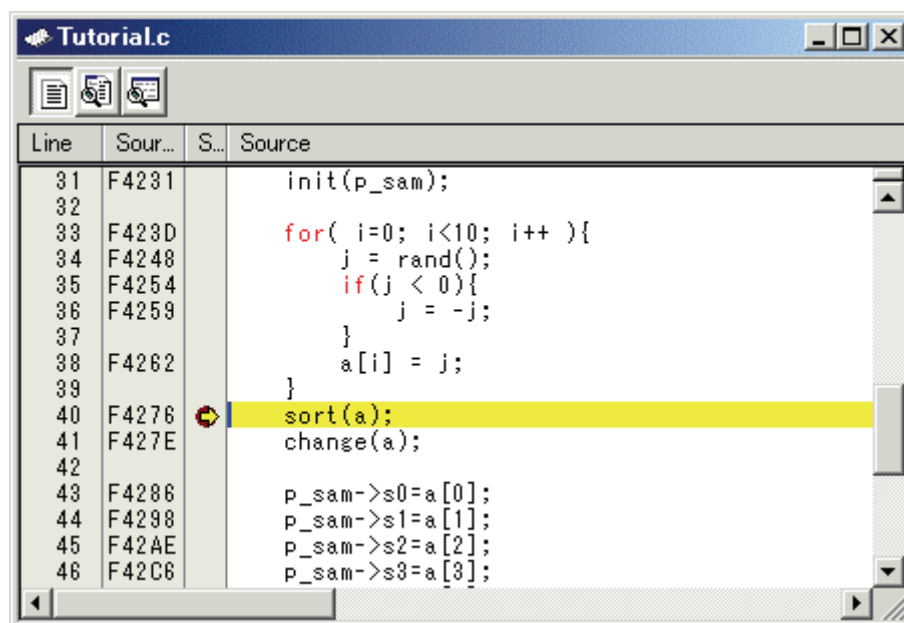 Tutorial.c
Line Sour... S... Source
31 F4231 init(p_sam);
32
33 F423D for( i=0; i<10; i++ ){
34 F4248 j = rand();
35 F4254 if(j < 0){
36 F4259 j = -j;
37 }
38 F4262 a[i] = j;
39 }
40 F4276 sort(a);
41 F427E change(a);
42
43 F4286 p_sam->s0=a[0];
44 F4298 p_sam->s1=a[1];
45 F42AE p_sam->s2=a[2];
46 F42C6 p_sam->s3=a[3];